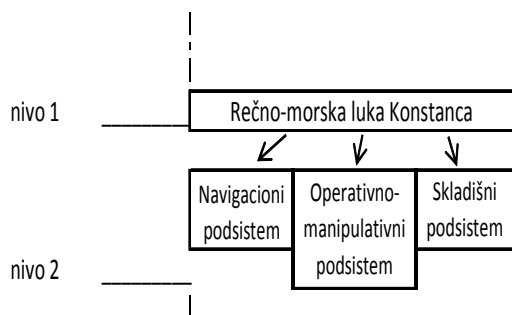 nivo 1
Rečno-morska luka Konstanca
Navigacioni
podsistem
Operativno-
manipulativni
podsistem
Skladišni
podsistem
nivo 2